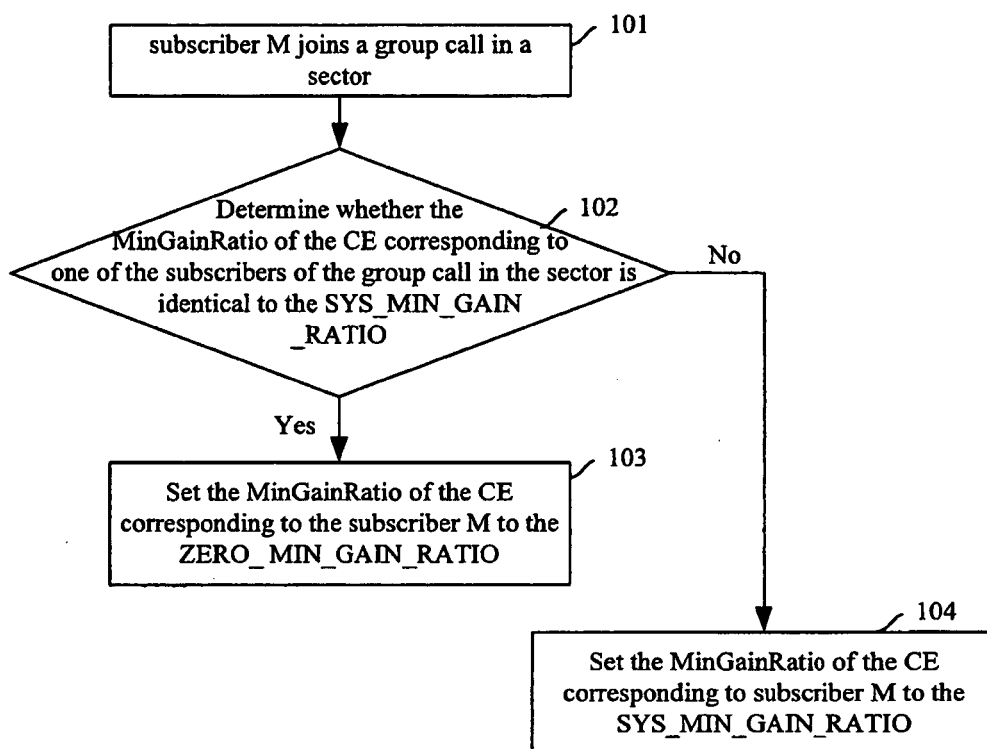 101
subscriber M joins a group call in a
sector
102
Determine whether the
MinGainRatio of the CE corresponding to
one of the subscribers of the group call in the sector is
identical to the SYS_MIN_GAIN
_RATIO
No
Yes
103
Set the MinGainRatio of the CE
corresponding to the subscriber M to the
ZERO_ MIN_GAIN_RATIO
104
Set the MinGainRatio of the CE
corresponding to subscriber M to the
SYS_MIN_GAIN_RATIO